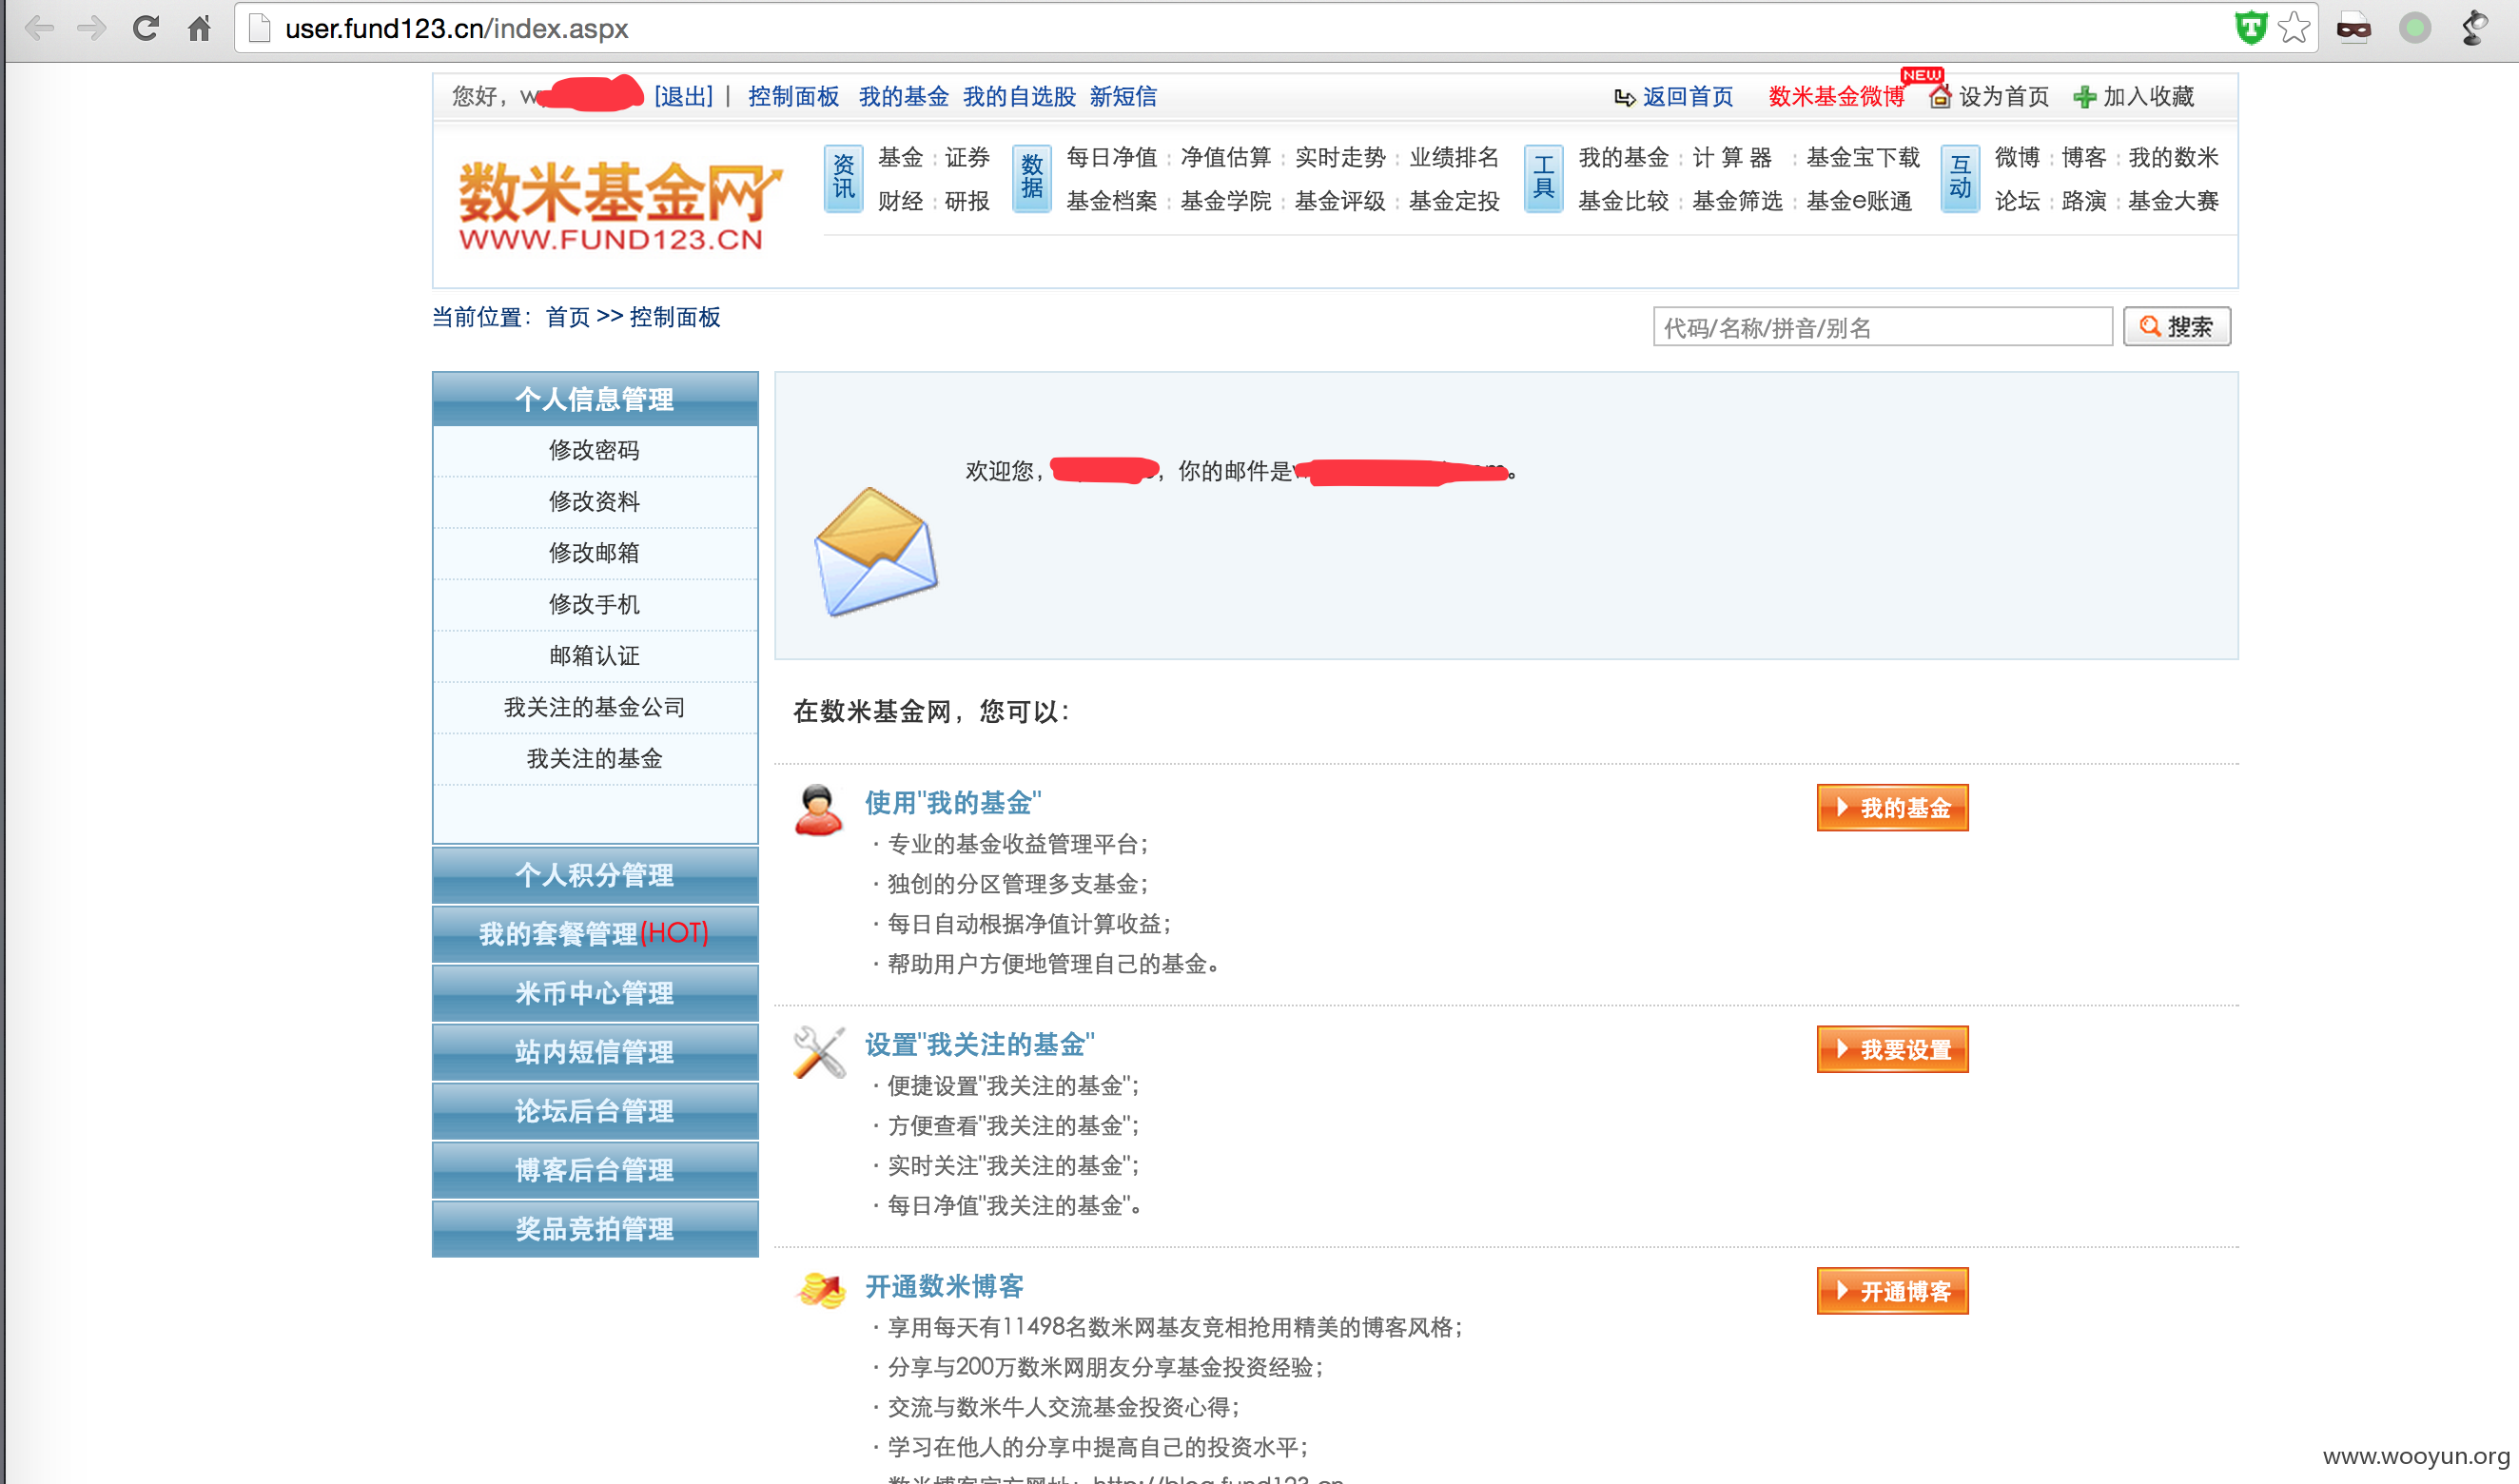 user.fund123.cn/index.aspx
您好，w [退出] | 控制面板 我的基金 我的自选股 新短信 返回首页 数米基金微博 NEW 设为首页 加入收藏
数米基金网
WWW.FUND123.CN
资讯 基金 证券 数据 每日净值 净值估算 实时走势 业绩排名 工具 我的基金 计 算 器 基金宝下载 互动 微博 博客 我的数米
财经 研报 基金档案 基金学院 基金评级 基金定投 基金比较 基金筛选 基金e账通 论坛 路演 基金大赛
当前位置：首页 >> 控制面板
代码/名称/拼音/别名 搜索
个人信息管理
修改密码
修改资料
修改邮箱
修改手机
邮箱认证
我关注的基金公司
我关注的基金
个人积分管理
我的套餐管理(HOT)
米币中心管理
站内短信管理
论坛后台管理
博客后台管理
奖品竞拍管理
欢迎您， ，你的邮件是 。
在数米基金网，您可以：
使用"我的基金"
我的基金
· 专业的基金收益管理平台；
· 独创的分区管理多支基金；
· 每日自动根据净值计算收益；
· 帮助用户方便地管理自己的基金。
设置"我关注的基金"
我要设置
· 便捷设置"我关注的基金"；
· 方便查看"我关注的基金"；
· 实时关注"我关注的基金"；
· 每日净值"我关注的基金"。
开通数米博客
开通博客
· 享用每天有11498名数米网基友竞相抢用精美的博客风格；
· 分享与200万数米网朋友分享基金投资经验；
· 交流与数米牛人交流基金投资心得；
· 学习在他人的分享中提高自己的投资水平；
· 数米博客官方网址：http://blog.fund123.cn
www.wooyun.org